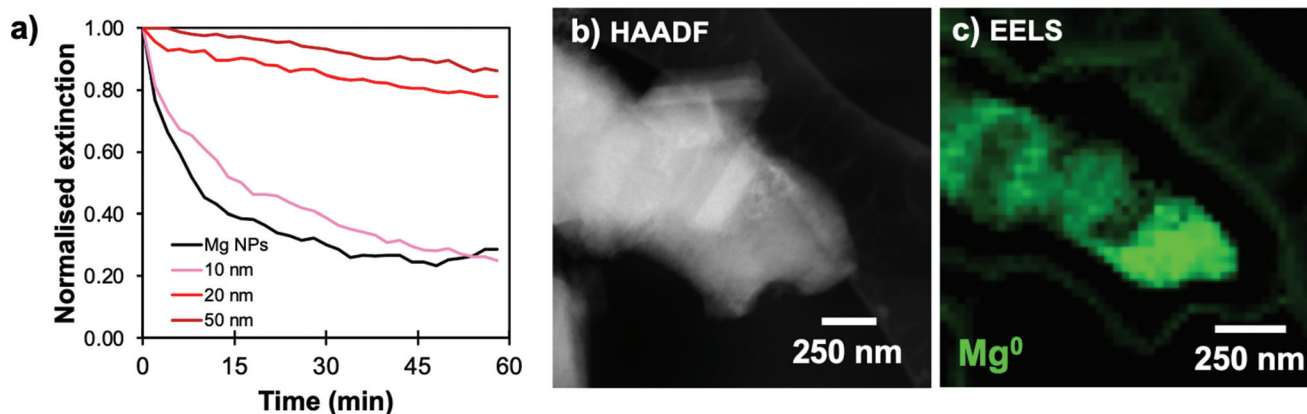 a)
Normalised extinction
1.00
0.80
0.60
0.40
0.20
0.00
Mg NPs
10 nm
20 nm
50 nm
0
15
30
45
60
Time (min)
b) HAADF
250 nm
c) EELS
Mg⁰
250 nm